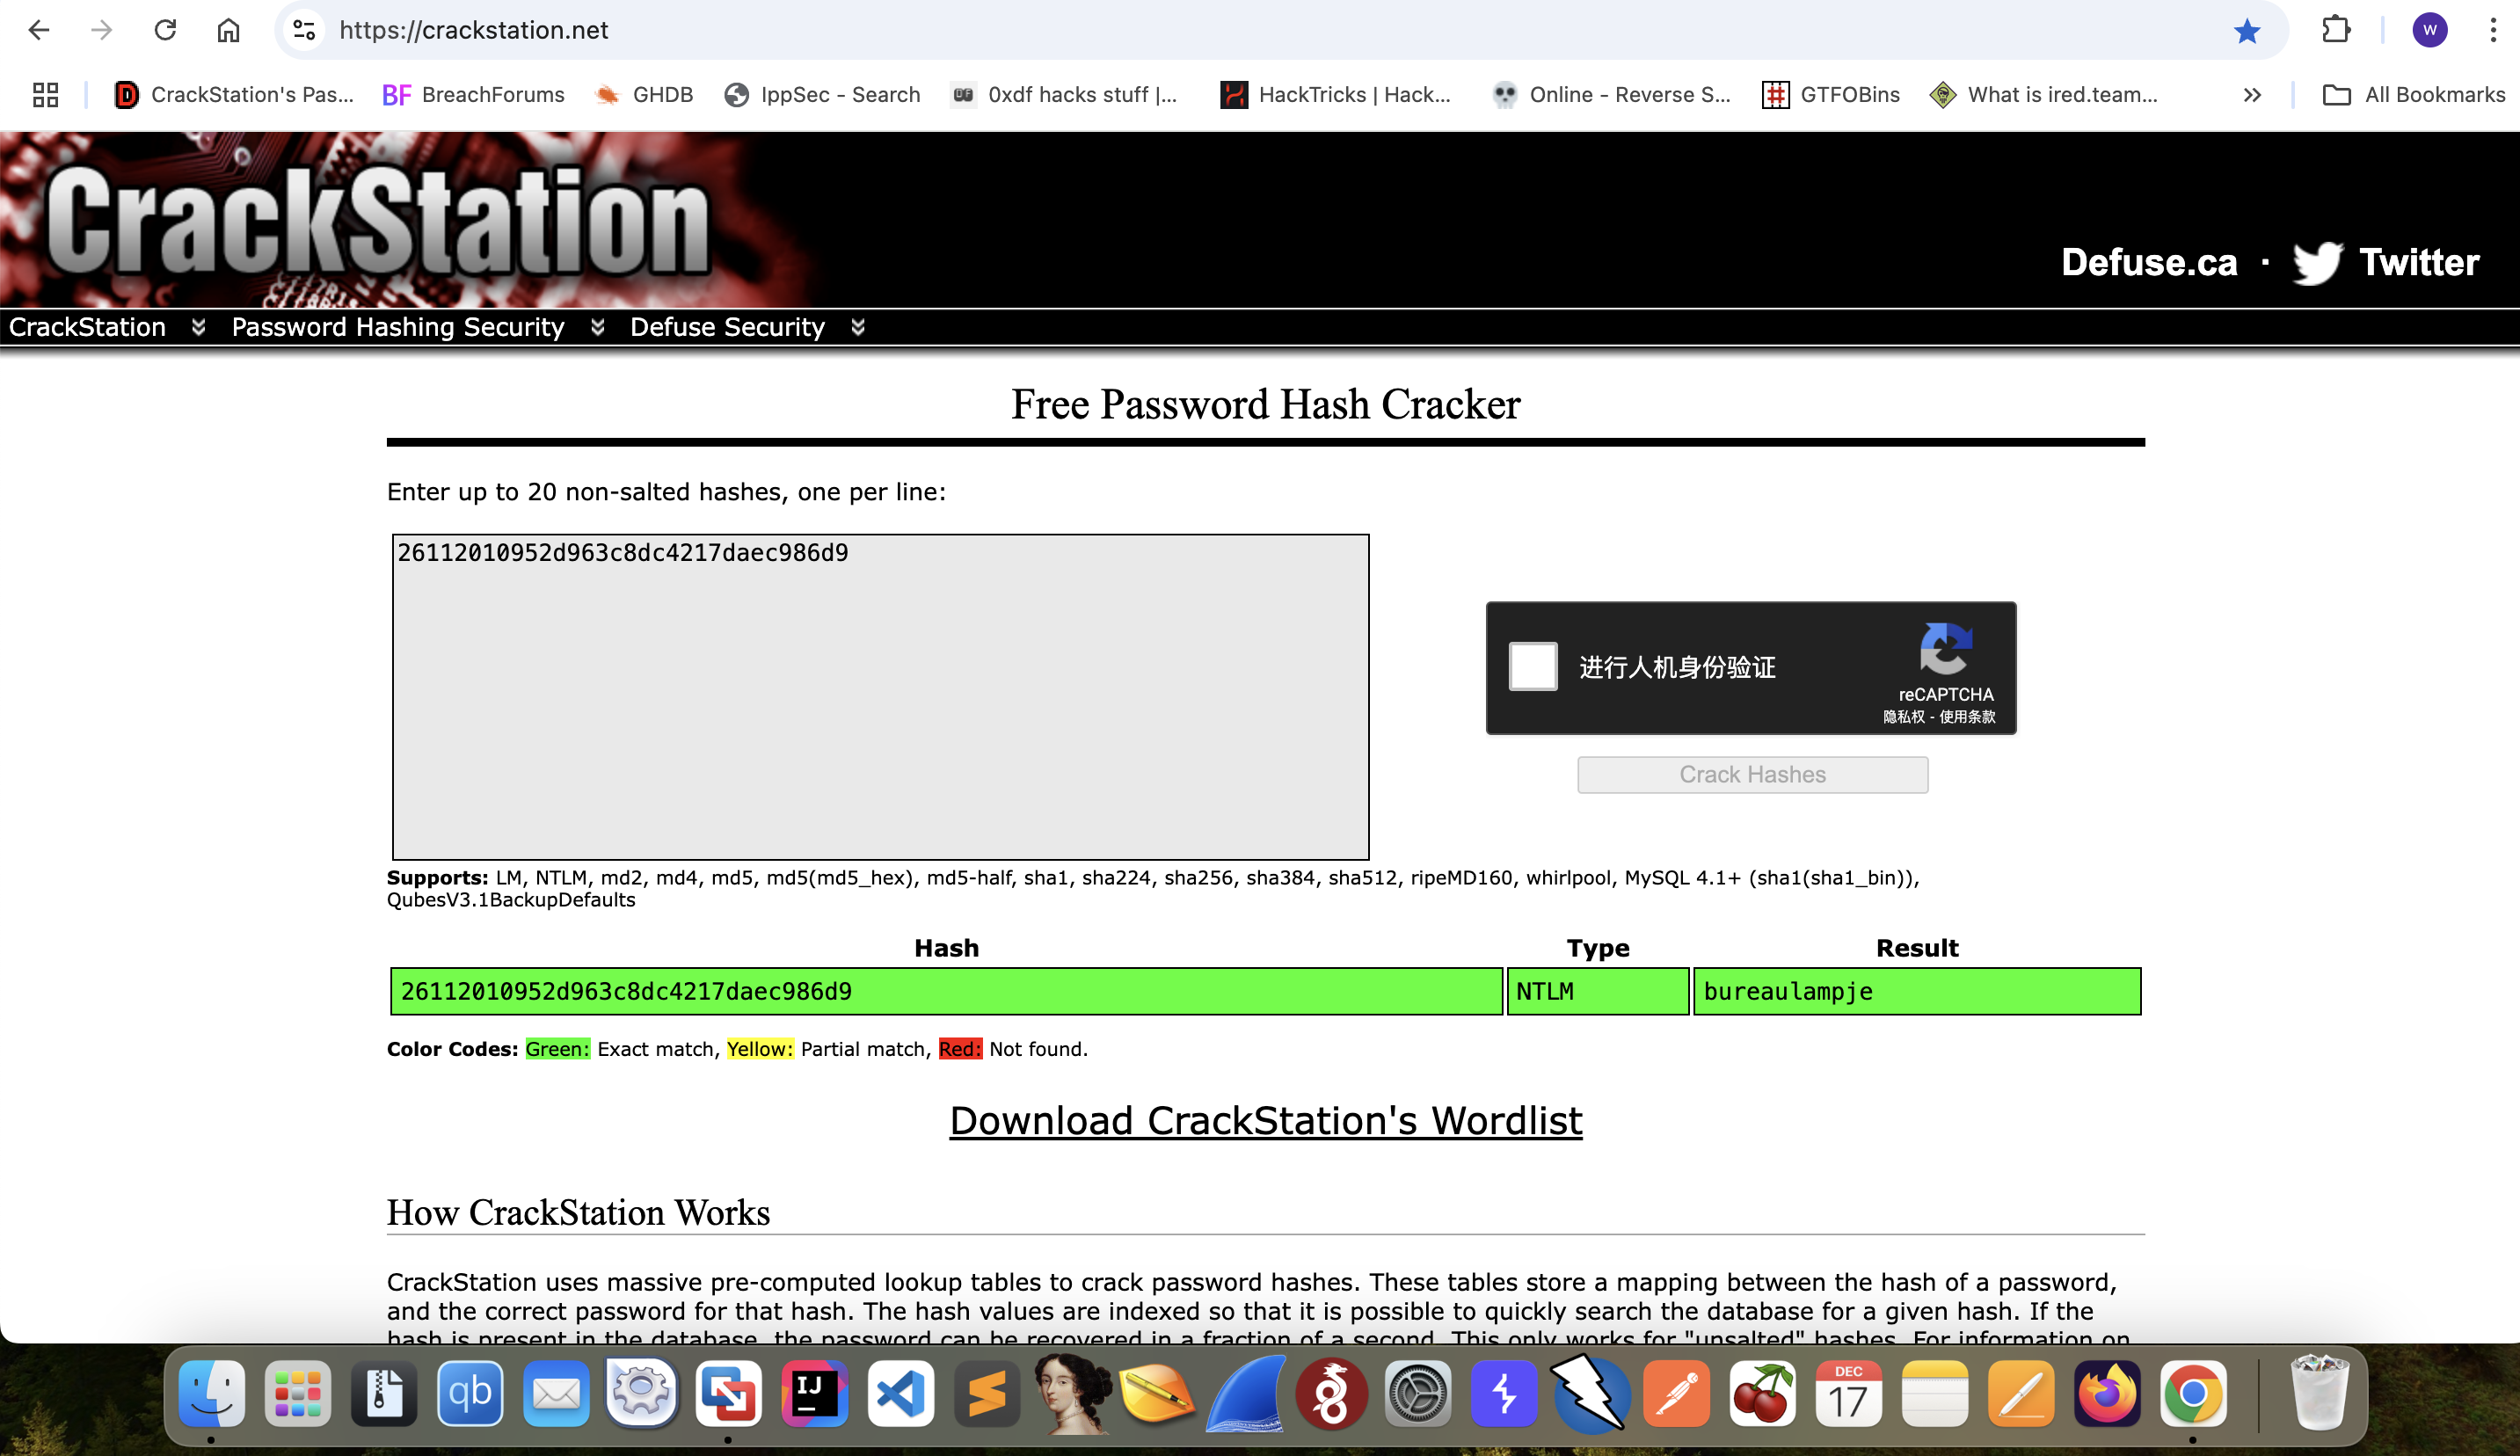 https://crackstation.net
W
CrackStation's Pas...
BF BreachForums
GHDB
IppSec - Search
0xdf hacks stuff |...
HackTricks | Hack...
Online - Reverse S...
GTFOBins
What is ired.team...
All Bookmarks
CrackStation
Defuse.ca · Twitter
CrackStation Password Hashing Security Defuse Security
Free Password Hash Cracker
Enter up to 20 non-salted hashes, one per line:
26112010952d963c8dc4217daec986d9
进行人机身份验证
reCAPTCHA
隐私权 - 使用条款
Crack Hashes
Supports: LM, NTLM, md2, md4, md5, md5(md5_hex), md5-half, sha1, sha224, sha256, sha384, sha512, ripeMD160, whirlpool, MySQL 4.1+ (sha1(sha1_bin)),
QubesV3.1BackupDefaults
Hash Type Result
26112010952d963c8dc4217daec986d9 NTLM bureaulampje
Color Codes: Green: Exact match, Yellow: Partial match, Red: Not found.
Download CrackStation's Wordlist
How CrackStation Works
CrackStation uses massive pre-computed lookup tables to crack password hashes. These tables store a mapping between the hash of a password,
and the correct password for that hash. The hash values are indexed so that it is possible to quickly search the database for a given hash. If the
hash is present in the database, the password can be recovered in a fraction of a second. This only works for "unsalted" hashes. For information on
qb
IJ
DEC
17